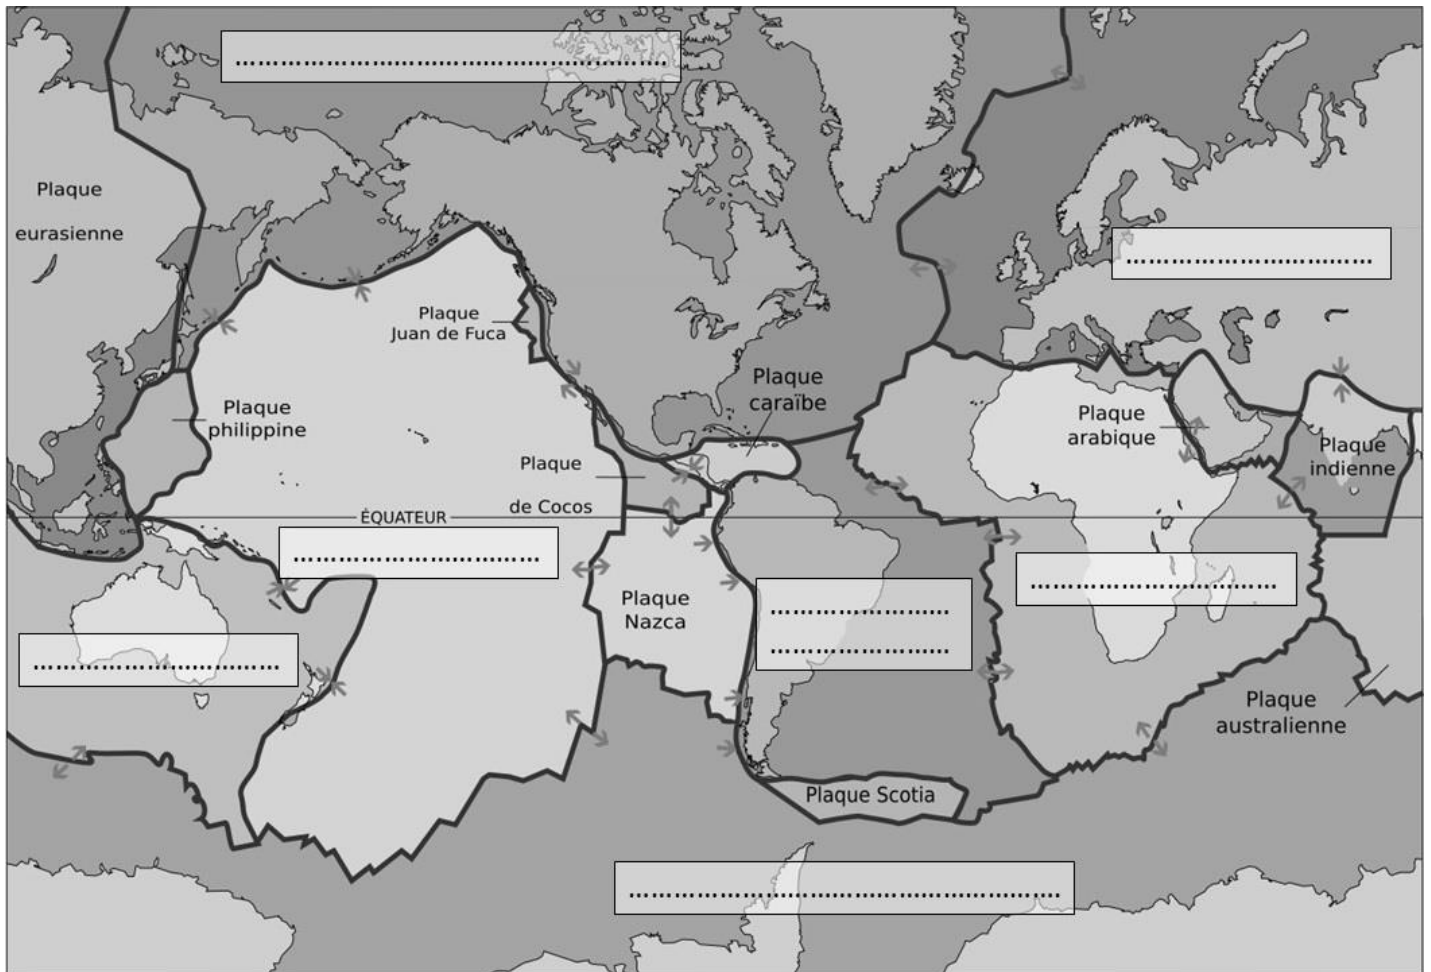 ………………………………………………………
Plaque
eurasienne
………………………………
Plaque
Juan de Fuca
Plaque
caraïbe
Plaque
philippine
Plaque
arabique
Plaque
indienne
Plaque
de Cocos
ÉQUATEUR
………………………………
………………………………
Plaque
Nazca
……………………
……………………
………………………………
Plaque
australienne
Plaque Scotia
………………………………………………………